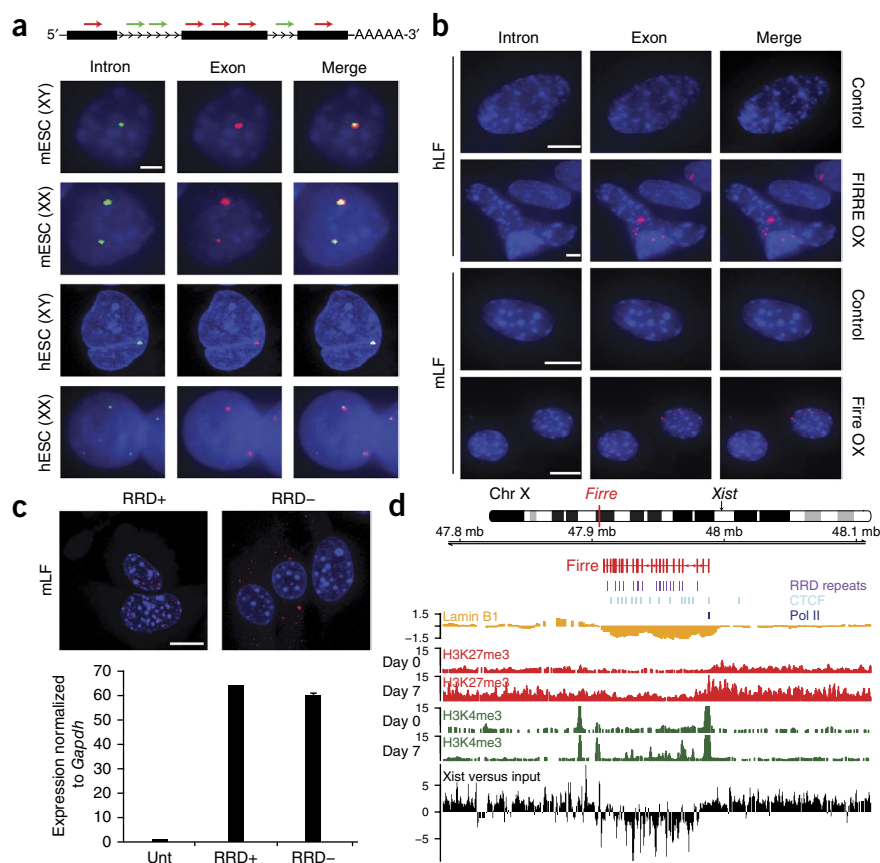 a
5′
AAAAA-3′
Intron Exon Merge
mESC (XY)
mESC (XX)
hESC (XY)
hESC (XX)
b
Intron Exon Merge
hLF
Control
FIRRE OX
mLF
Control
Firre OX
c
RRD+ RRD−
mLF
Expression normalized
to Gapdh
70
60
50
40
30
20
10
0
Unt RRD+ RRD−
d
Chr X Firre Xist
47.8 mb 47.9 mb 48 mb 48.1 mb
Firre
RRD repeats
CTCF
Pol II
1.5 Lamin B1
−1.5
15 H3K27me3
Day 0
15 H3K27me3
Day 7
15 H3K4me3
Day 0
15 H3K4me3
Day 7
Xist versus input
5
0
−5